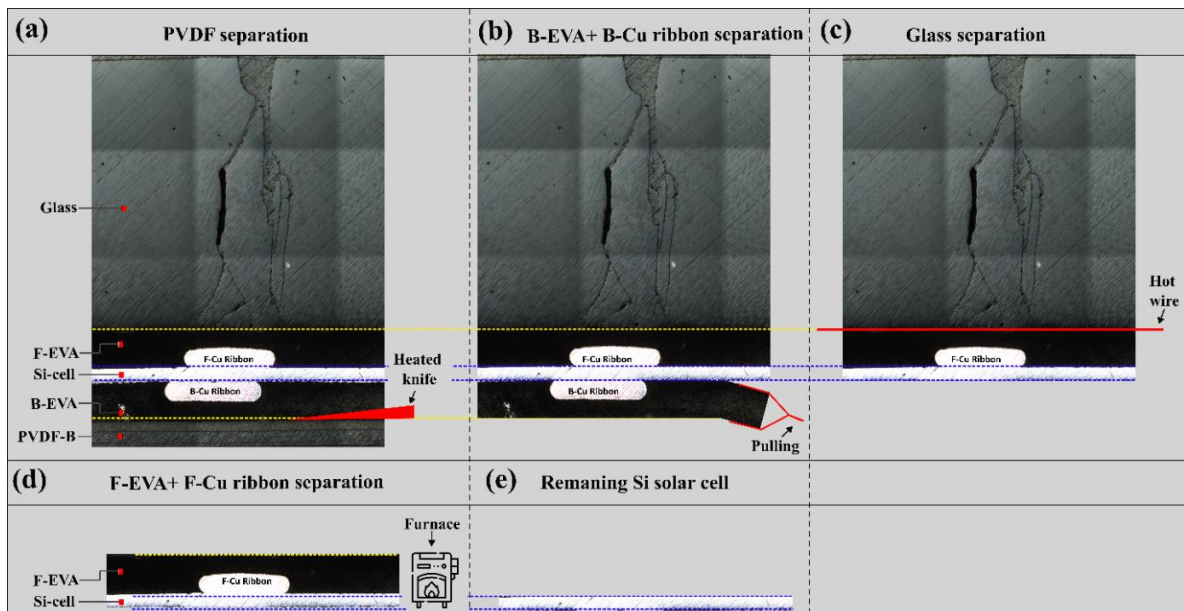 (a)
PVDF separation
(b)
B-EVA+ B-Cu ribbon separation
(c)
Glass separation
Glass
F-EVA
Si-cell
B-EVA
PVDF-B
F-Cu Ribbon
B-Cu Ribbon
Heated
knife
F-Cu Ribbon
B-Cu Ribbon
Pulling
Hot
wire
F-Cu Ribbon
(d)
F-EVA+ F-Cu ribbon separation
(e)
Remaning Si solar cell
F-EVA
Si-cell
F-Cu Ribbon
Furnace